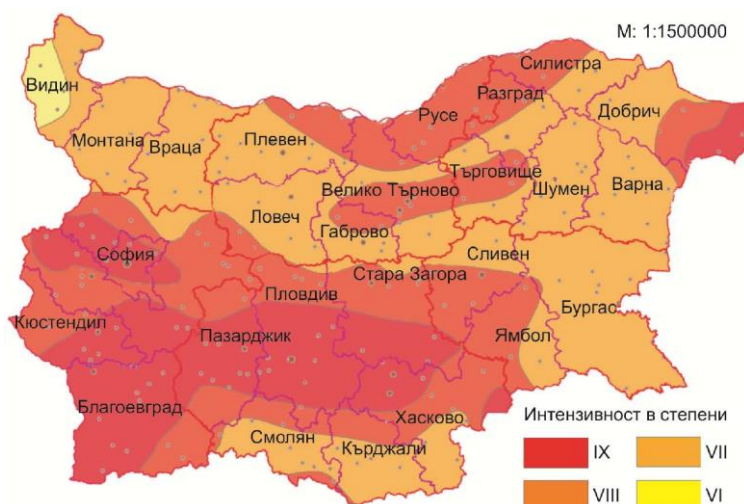 М: 1:1500000
Силистра
Видин
Разград
Русе
Добрич
Монтана
Враца
Плевен
Търговище
Велико Търново
Шумен
Варна
Ловеч
Габрово
София
Сливен
Стара Загора
Пловдив
Бургас
Кюстендил
Пазарджик
Ямбол
Благоевград
Хасково
Смолян
Кърджали
Интензивност в степени
IX
VII
VIII
VI